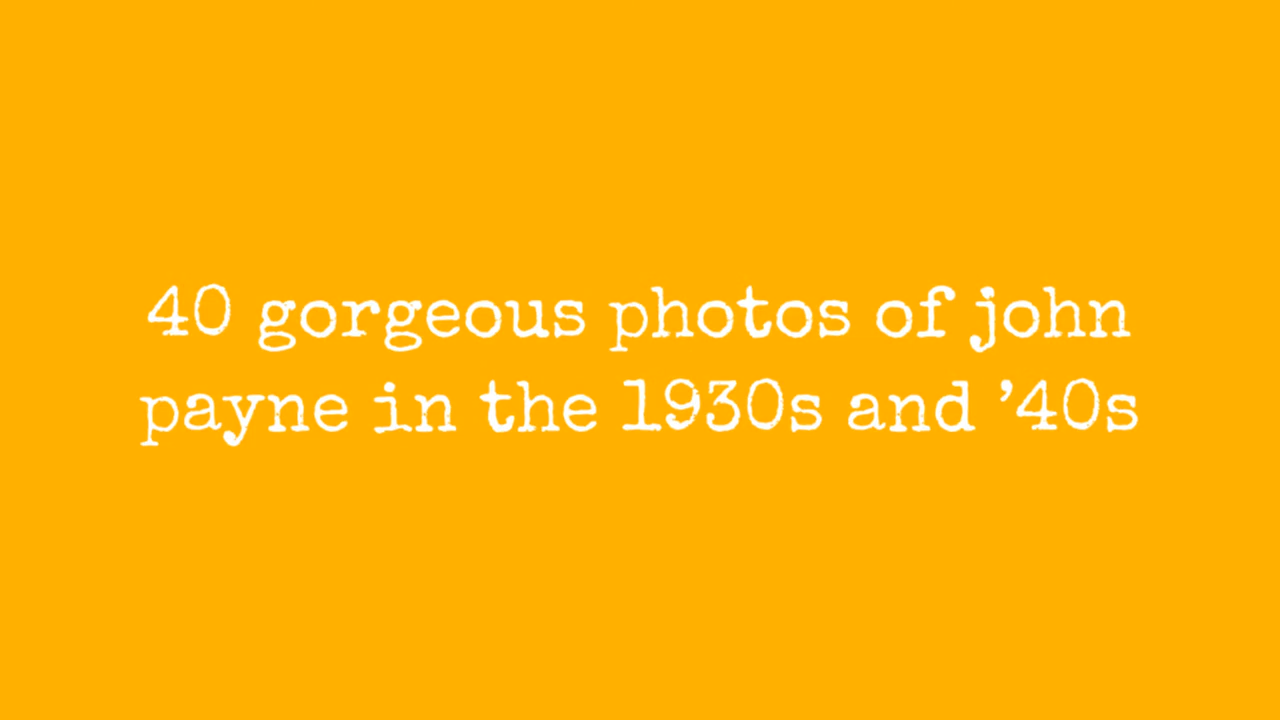 40 gorgeous photos of john
payne in the 1930s and ’40s